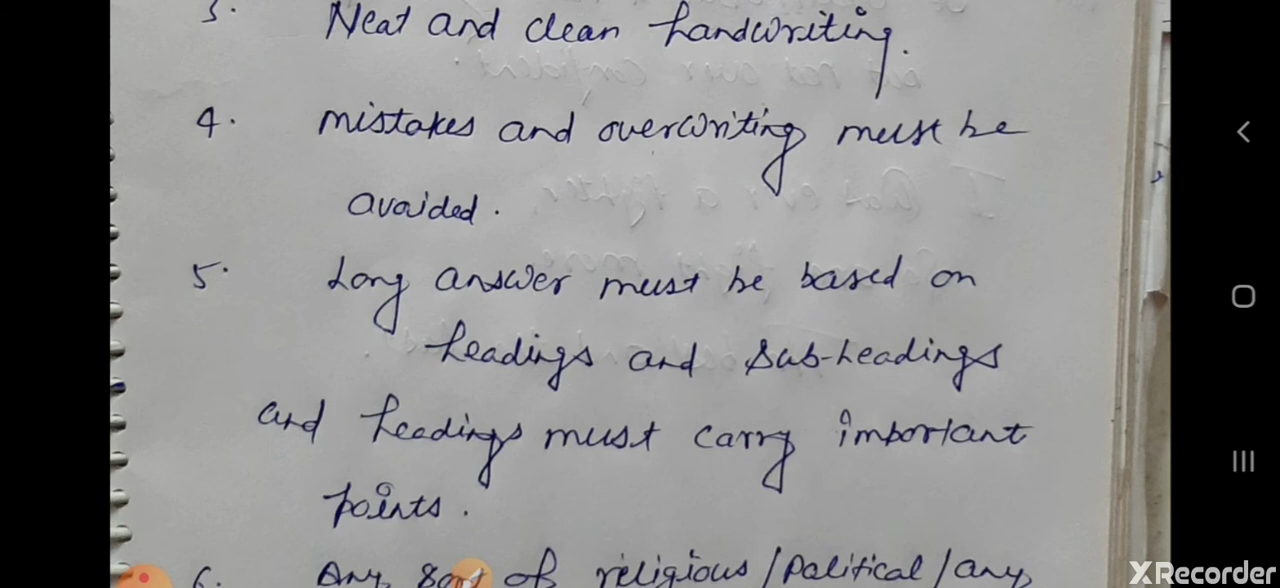 3. Neat and clean handwriting.
4. mistakes and overwriting must be
avoided.
5. Long answer must be based on
headings and sub-headings
and headings must carry important
points.
6. Any sort of religious / Political / any
XRecorder